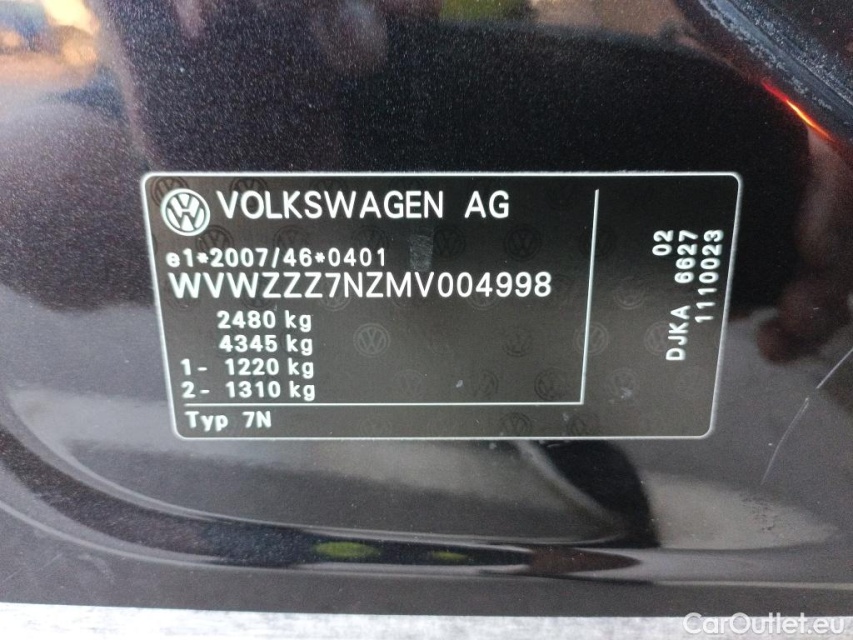 VOLKSWAGEN AG
e1*2007/46*0401
WVWZZZ7NZMV004998
2480 kg
4345 kg
1- 1220 kg
2- 1310 kg
Typ 7N
02
DJKA 6627
1110023
CarOutlet.eu